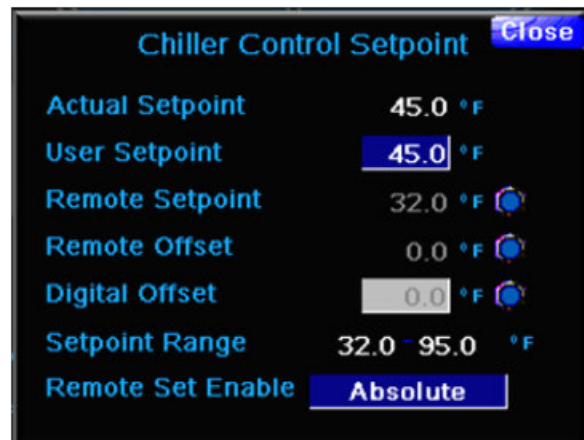 Chiller Control Setpoint Close
Actual Setpoint 45.0 °F
User Setpoint 45.0 °F
Remote Setpoint 32.0 °F
Remote Offset 0.0 °F
Digital Offset 0.0 °F
Setpoint Range 32.0 - 95.0 °F
Remote Set Enable Absolute